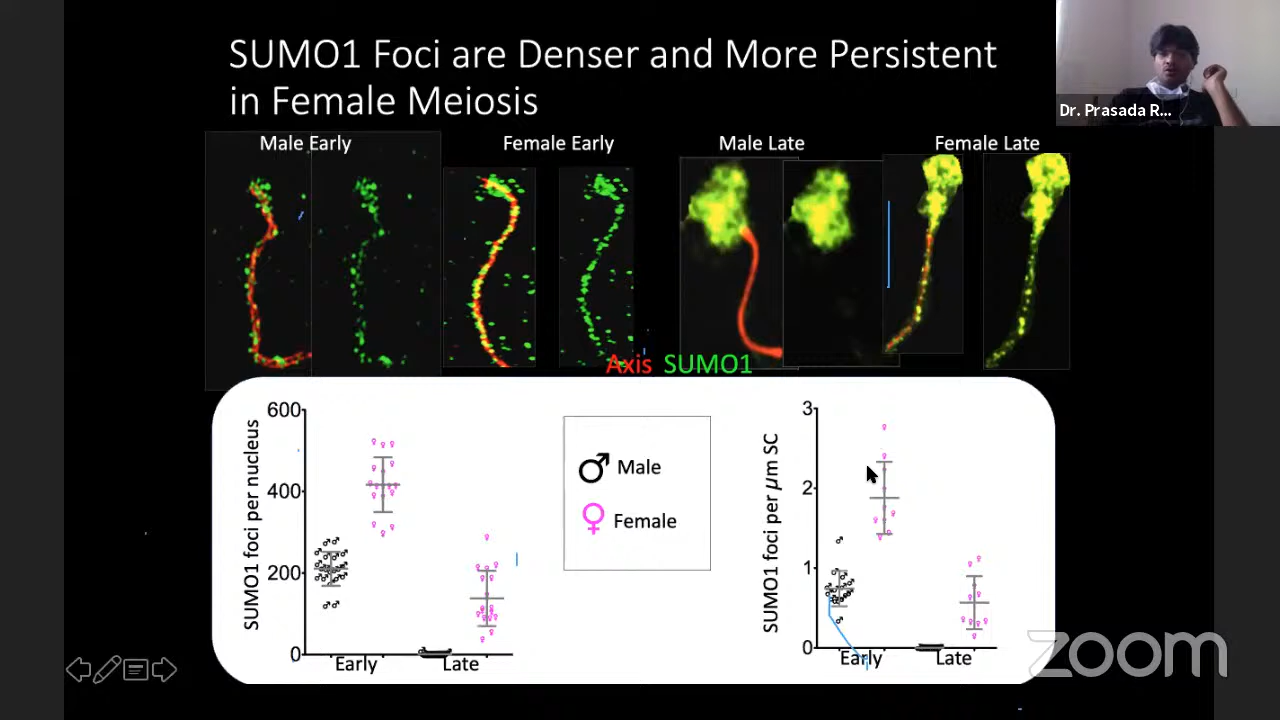 SUMO1 Foci are Denser and More Persistent
in Female Meiosis
Dr. Prasada R...
Male Early
Female Early
Male Late
Female Late
Axis SUMO1
600
400
200
0
SUMO1 foci per nucleus
Early
Late
♂ Male
♀ Female
3
2
1
0
SUMO1 foci per µm SC
Early
Late
zoom